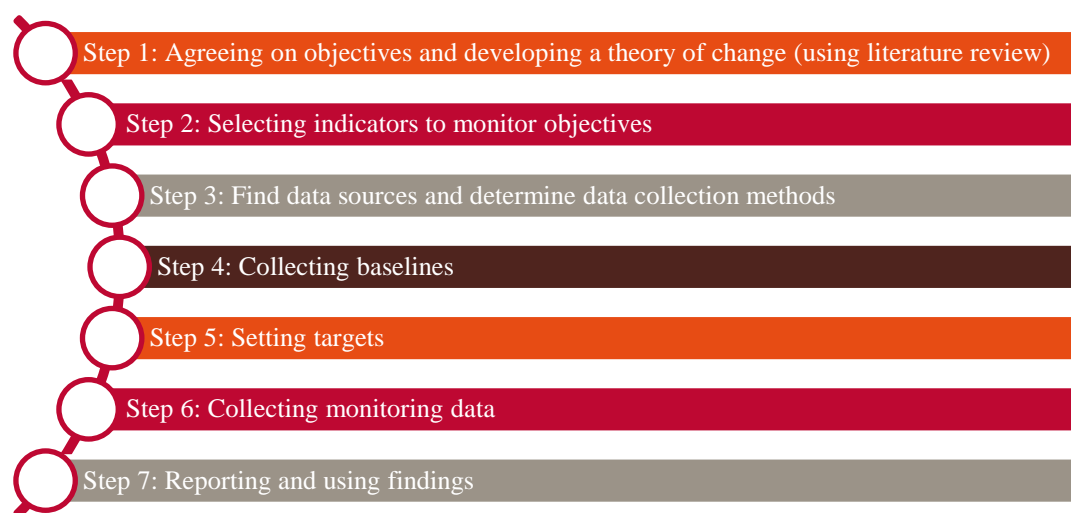 Step 1: Agreeing on objectives and developing a theory of change (using literature review)
Step 2: Selecting indicators to monitor objectives
Step 3: Find data sources and determine data collection methods
Step 4: Collecting baselines
Step 5: Setting targets
Step 6: Collecting monitoring data
Step 7: Reporting and using findings